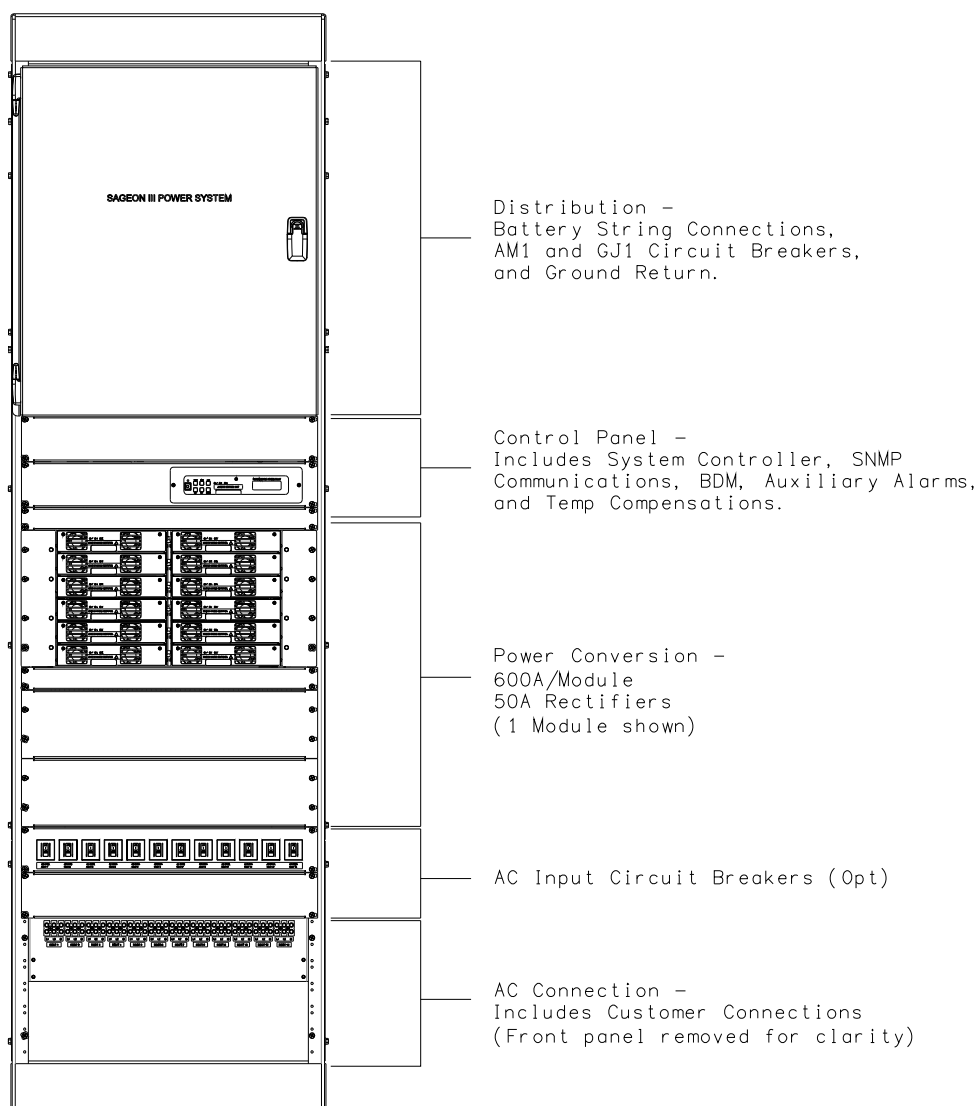 SAGEON III POWER SYSTEM
Distribution –
Battery String Connections,
AM1 and GJ1 Circuit Breakers,
and Ground Return.
Control Panel –
Includes System Controller, SNMP
Communications, BDM, Auxiliary Alarms,
and Temp Compensations.
Power Conversion –
600A/Module
50A Rectifiers
(1 Module shown)
AC Input Circuit Breakers (Opt)
AC Connection –
Includes Customer Connections
(Front panel removed for clarity)